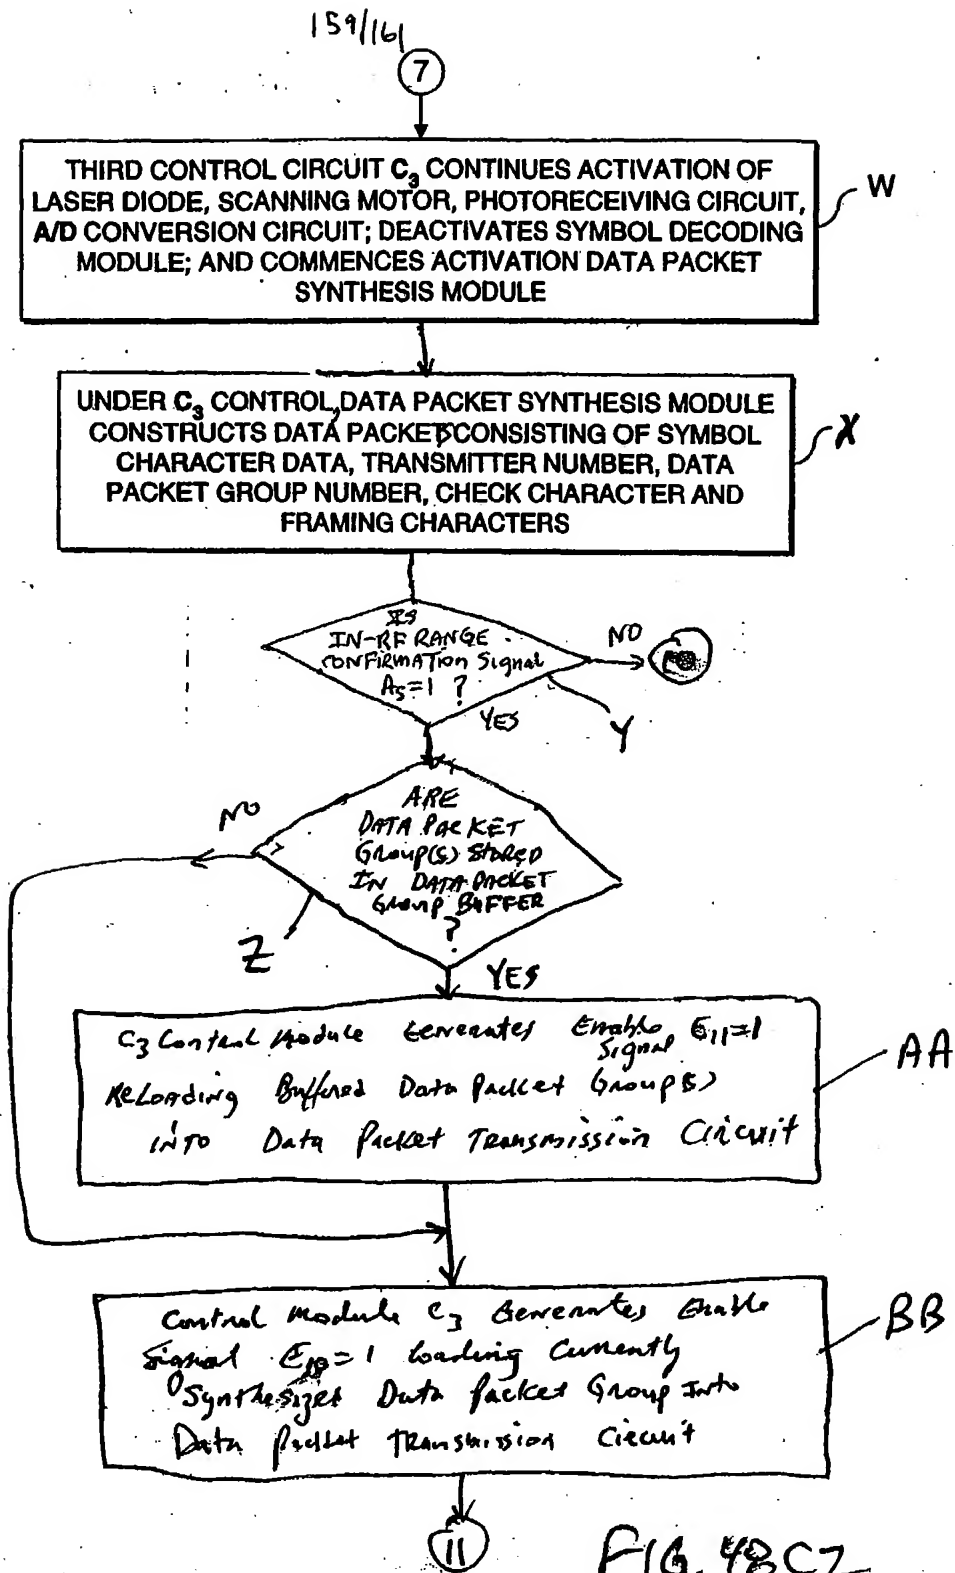 159/161
7
THIRD CONTROL CIRCUIT C₃ CONTINUES ACTIVATION OF
LASER DIODE, SCANNING MOTOR, PHOTORECEIVING CIRCUIT,
A/D CONVERSION CIRCUIT; DEACTIVATES SYMBOL DECODING
MODULE; AND COMMENCES ACTIVATION DATA PACKET
SYNTHESIS MODULE
W
UNDER C₃ CONTROL, DATA PACKET SYNTHESIS MODULE
CONSTRUCTS DATA PACKETS CONSISTING OF SYMBOL
CHARACTER DATA, TRANSMITTER NUMBER, DATA
PACKET GROUP NUMBER, CHECK CHARACTER AND
FRAMING CHARACTERS
X
IS
IN-RF RANGE
CONFIRMATION Signal
A₅=1 ?
NO
YES
Y
ARE
DATA PACKET
Group(s) STORED
IN DATA PACKET
Group BUFFER
?
NO
Z
YES
C₃ Control Module Generates Enable
Signal E₁₁=1
ReLoading Buffered Data Packet Group(s)
INTO Data Packet Transmission Circuit
AA
Control Module C₃ Generates Enable
Signal =1 Loading Currently
Synthesized Data Packet Group Into
Data Packet Transmission Circuit
BB
11
FIG. 48C2